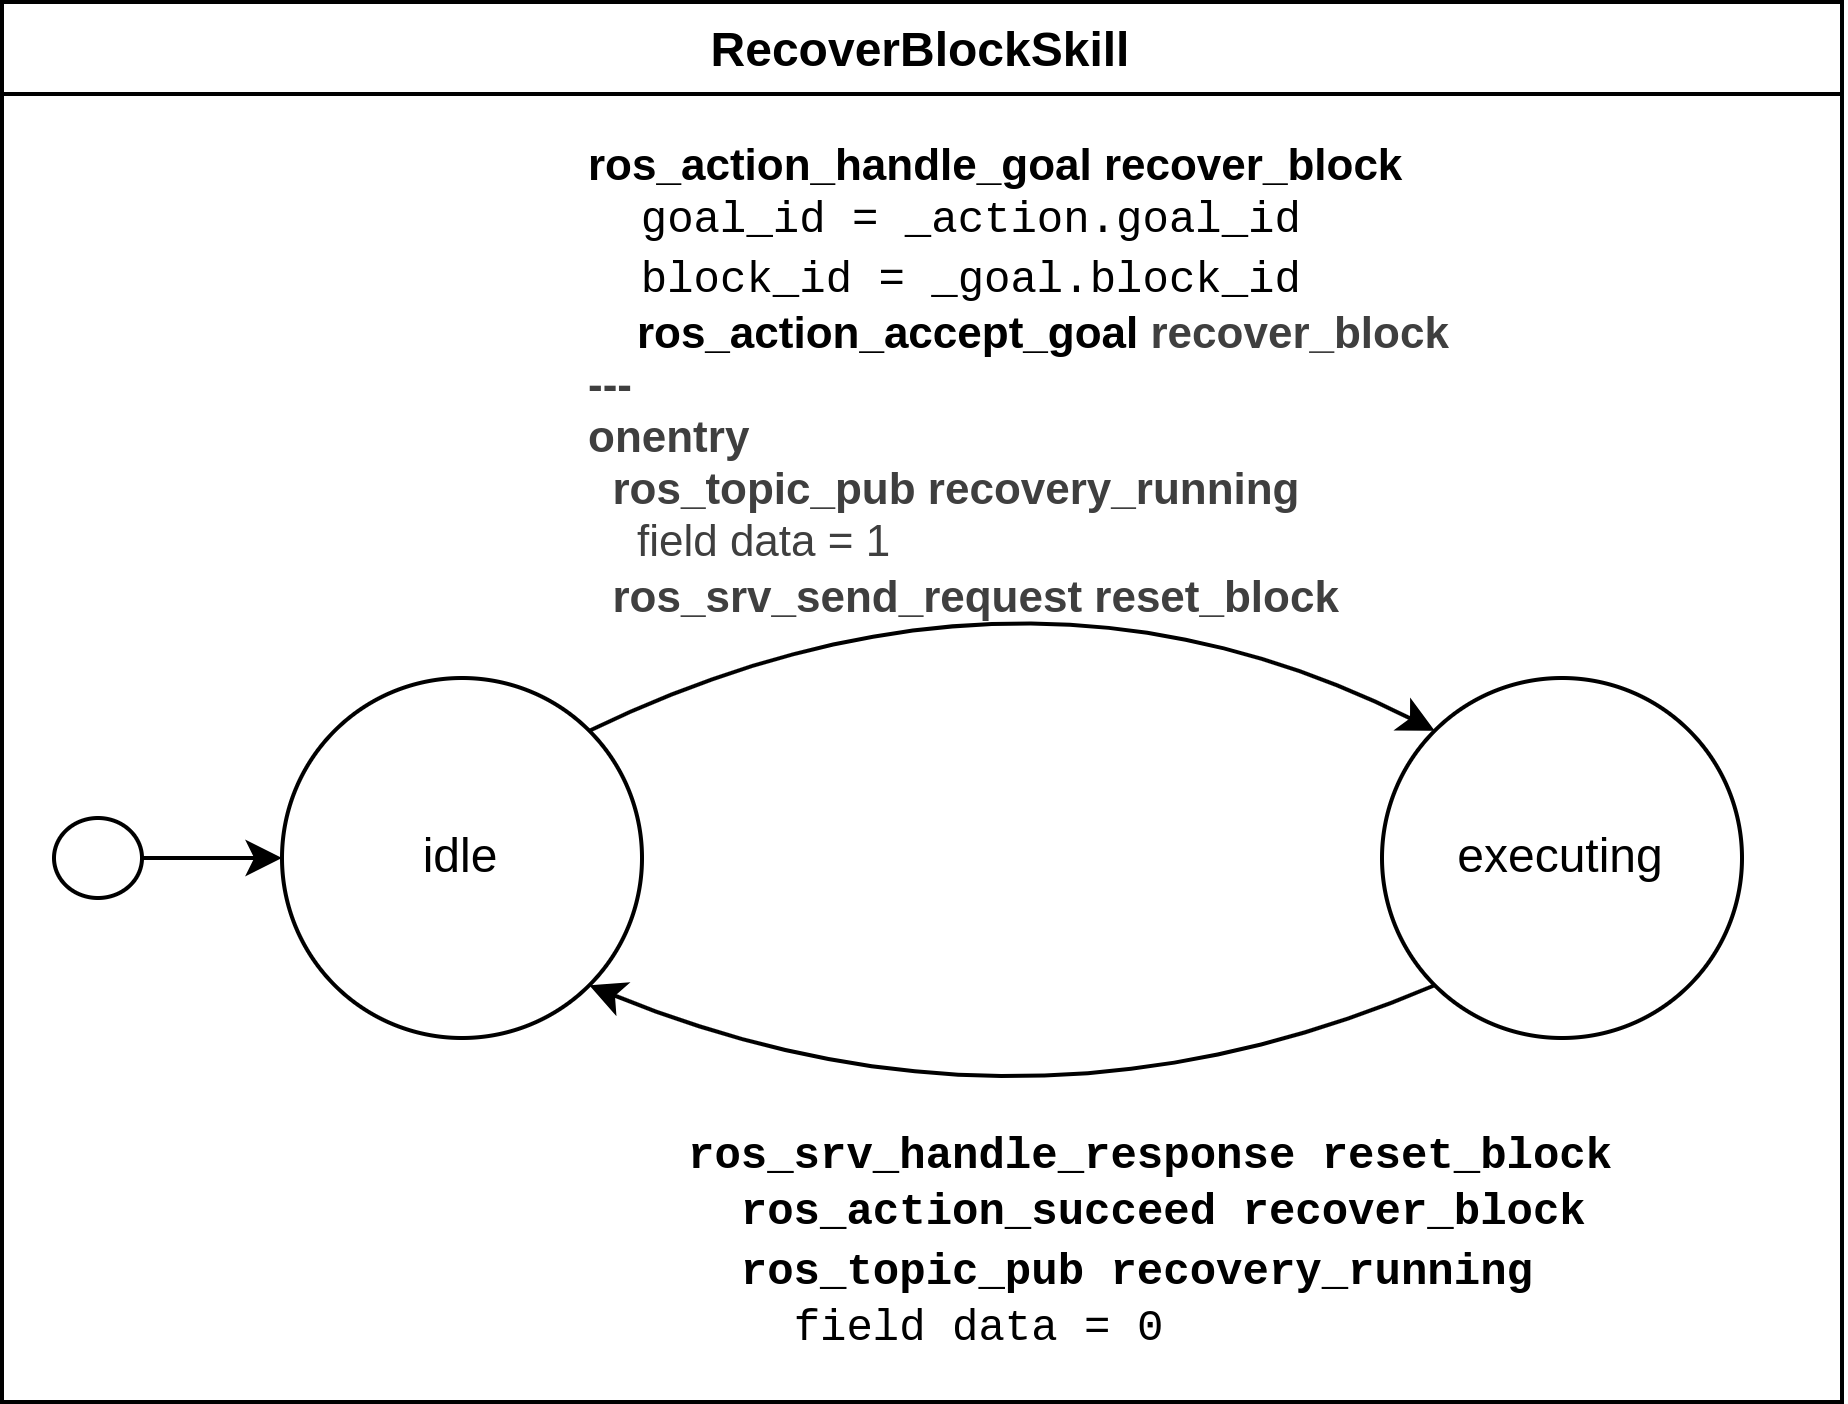 RecoverBlockSkill
ros_action_handle_goal recover_block
goal_id = _action.goal_id
block_id = _goal.block_id
ros_action_accept_goal recover_block
---
onentry
ros_topic_pub recovery_running
field data = 1
ros_srv_send_request reset_block
idle
executing
ros_srv_handle_response reset_block
ros_action_succeed recover_block
ros_topic_pub recovery_running
field data = 0